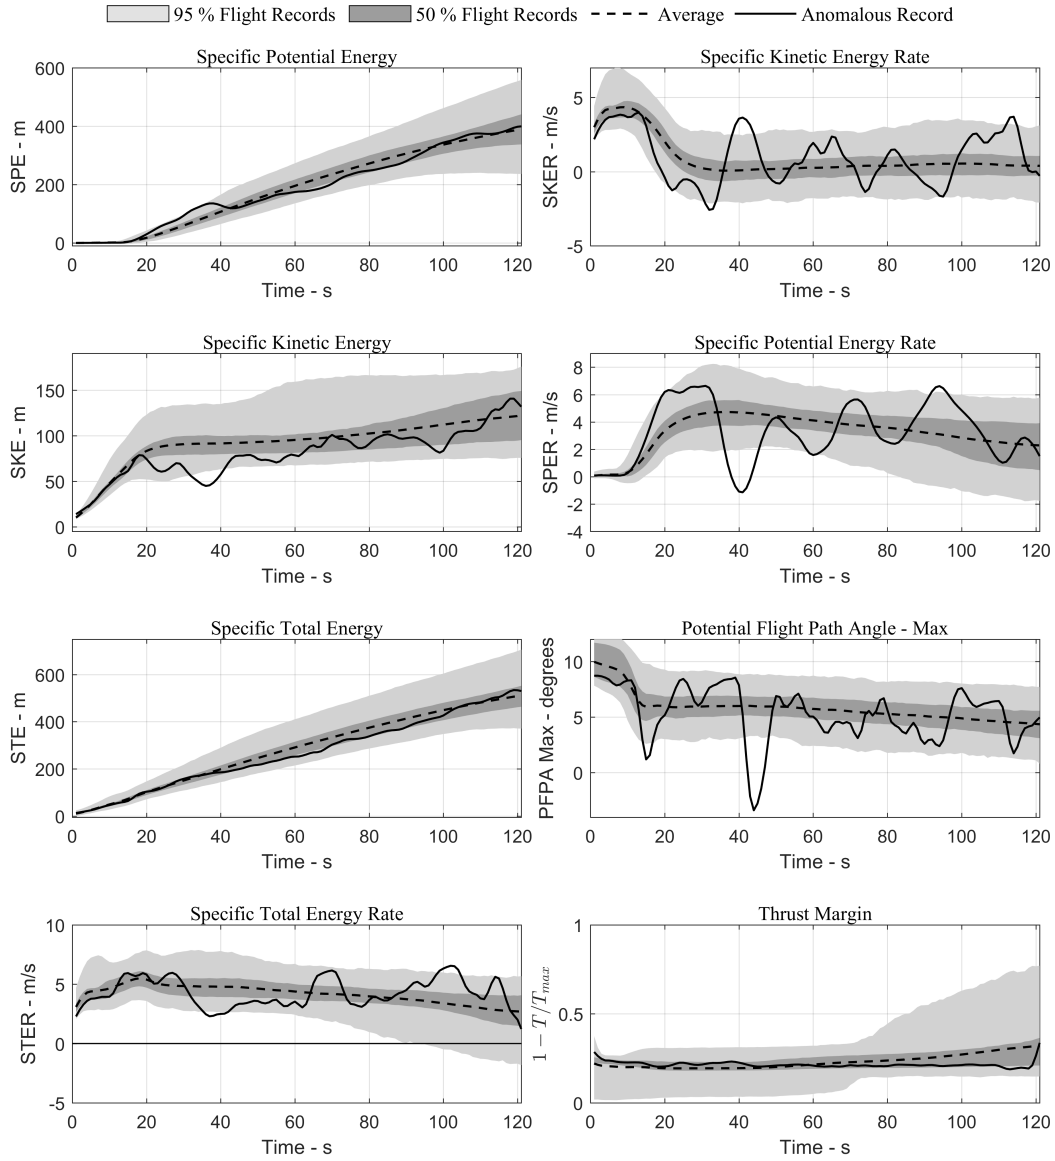 95 % Flight Records 50 % Flight Records Average Anomalous Record
Specific Potential Energy
SPE - m
600
400
200
0
0 20 40 60 80 100 120
Time - s
Specific Kinetic Energy Rate
SKER - m/s
5
0
-5
0 20 40 60 80 100 120
Time - s
Specific Kinetic Energy
SKE - m
150
100
50
0
0 20 40 60 80 100 120
Time - s
Specific Potential Energy Rate
SPER - m/s
8
6
4
2
0
-2
-4
0 20 40 60 80 100 120
Time - s
Specific Total Energy
STE - m
600
400
200
0
0 20 40 60 80 100 120
Time - s
Potential Flight Path Angle - Max
PFPA Max - degrees
10
5
0
0 20 40 60 80 100 120
Time - s
Specific Total Energy Rate
STER - m/s
10
5
0
-5
0 20 40 60 80 100 120
Time - s
Thrust Margin
1 − T/Tmax
1
0.5
0
0 20 40 60 80 100 120
Time - s